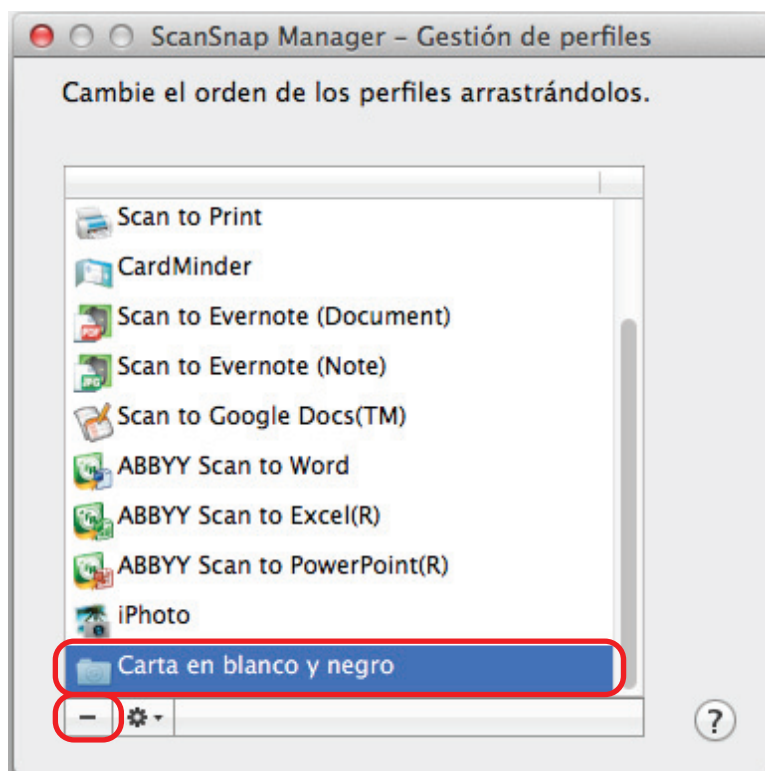 ScanSnap Manager – Gestión de perfiles
Cambie el orden de los perfiles arrastrándolos.
Scan to Print
CardMinder
Scan to Evernote (Document)
Scan to Evernote (Note)
Scan to Google Docs(TM)
ABBYY Scan to Word
ABBYY Scan to Excel(R)
ABBYY Scan to PowerPoint(R)
iPhoto
Carta en blanco y negro
?